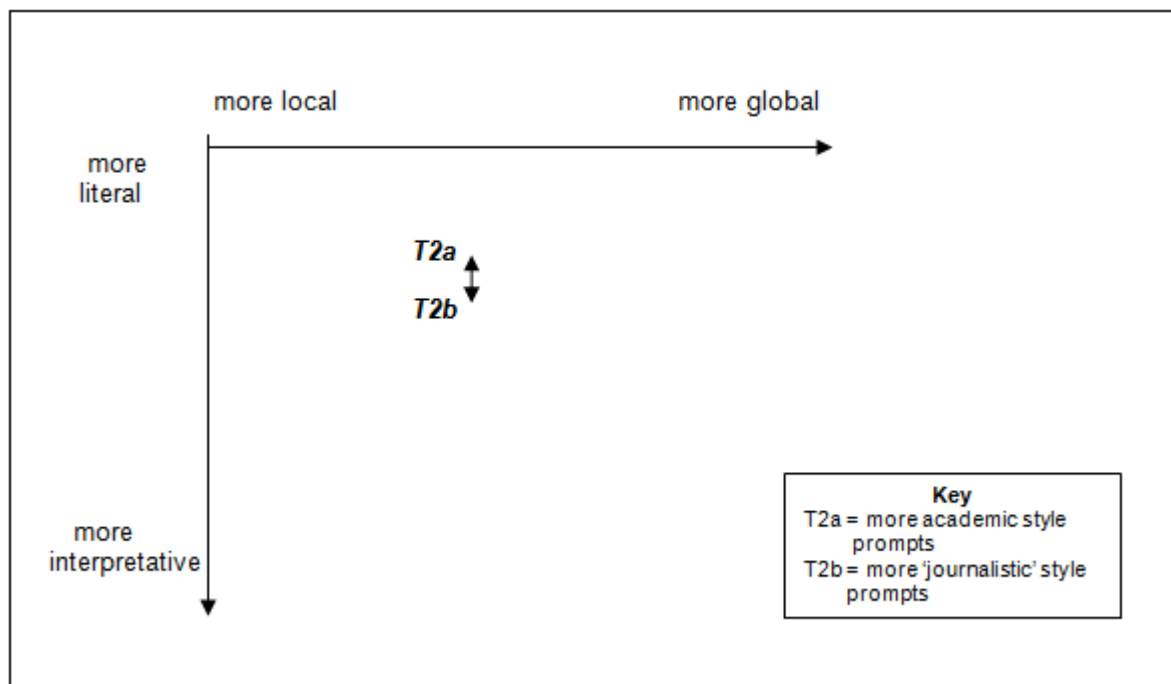 more local
more global
more
literal
T2a
T2b
Key
T2a = more academic style
prompts
T2b = more ‘journalistic’ style
prompts
more
interpretative